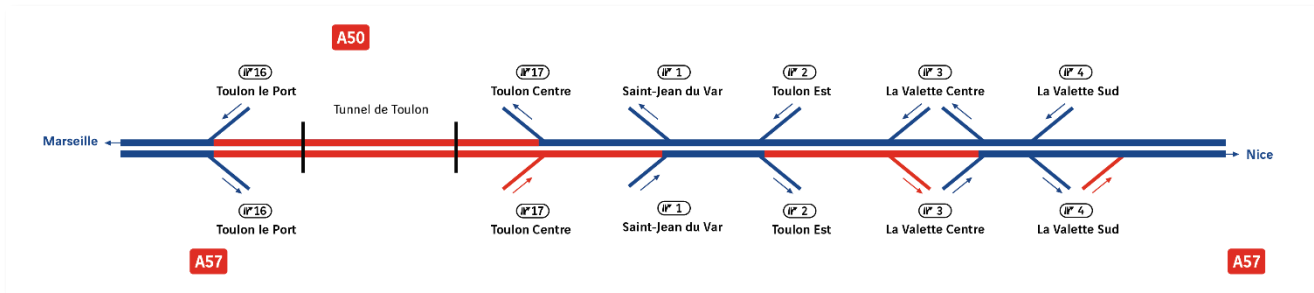 A50
16
Toulon le Port
17
Toulon Centre
1
Saint-Jean du Var
2
Toulon Est
3
La Valette Centre
4
La Valette Sud
Tunnel de Toulon
Marseille
Nice
16
Toulon le Port
17
Toulon Centre
1
Saint-Jean du Var
2
Toulon Est
3
La Valette Centre
4
La Valette Sud
A57
A57